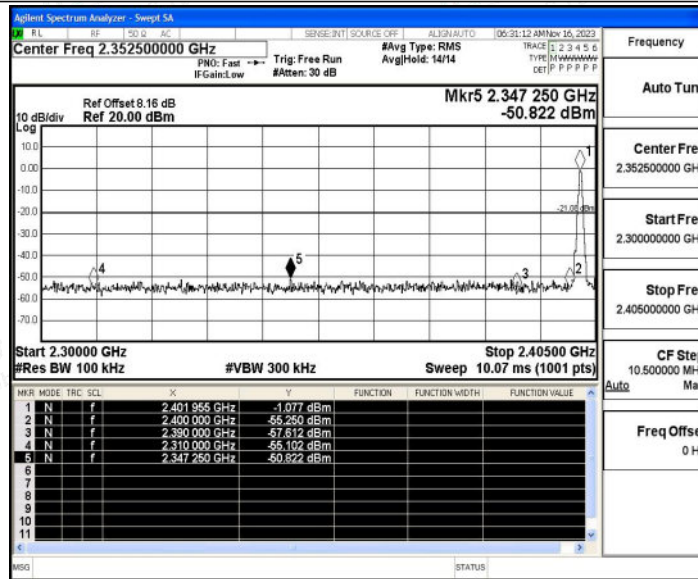 Agilent Spectrum Analyzer - Swept SA
RL RF 50 Ω AC SENSE:INT SOURCE OFF ALIGNAUTO 06:31:12 AM Nov 16, 2023
Center Freq 2.352500000 GHz
#Avg Type: RMS
TRACE 1 2 3 4 5 6
PNO: Fast Trig: Free Run Avg|Hold: 14/14
TYPE M
IFGain:Low #Atten: 30 dB
DET P P P P P P
Mkr5 2.347 250 GHz
-50.822 dBm
Ref Offset 8.16 dB
10 dB/div Ref 20.00 dBm
Log
10.0
0.00
-10.0
-20.0
-30.0
-40.0
-50.0
-60.0
-70.0
1
-21.08 dBm
4
5
3
2
Start 2.30000 GHz Stop 2.40500 GHz
#Res BW 100 kHz #VBW 300 kHz Sweep 10.07 ms (1001 pts)
MKR MODE TRC SCL X Y FUNCTION FUNCTION WIDTH FUNCTION VALUE
1 N f 2.401 955 GHz -1.077 dBm
2 N f 2.400 000 GHz -55.250 dBm
3 N f 2.390 000 GHz -57.612 dBm
4 N f 2.310 000 GHz -55.102 dBm
5 N f 2.347 250 GHz -50.822 dBm
6
7
8
9
10
11
MSG STATUS
Frequency
Auto Tun
Center Fre
2.352500000 GH
Start Fre
2.300000000 GH
Stop Fre
2.405000000 GH
CF Ste
10.500000 MH
Auto Ma
Freq Offse
0 H